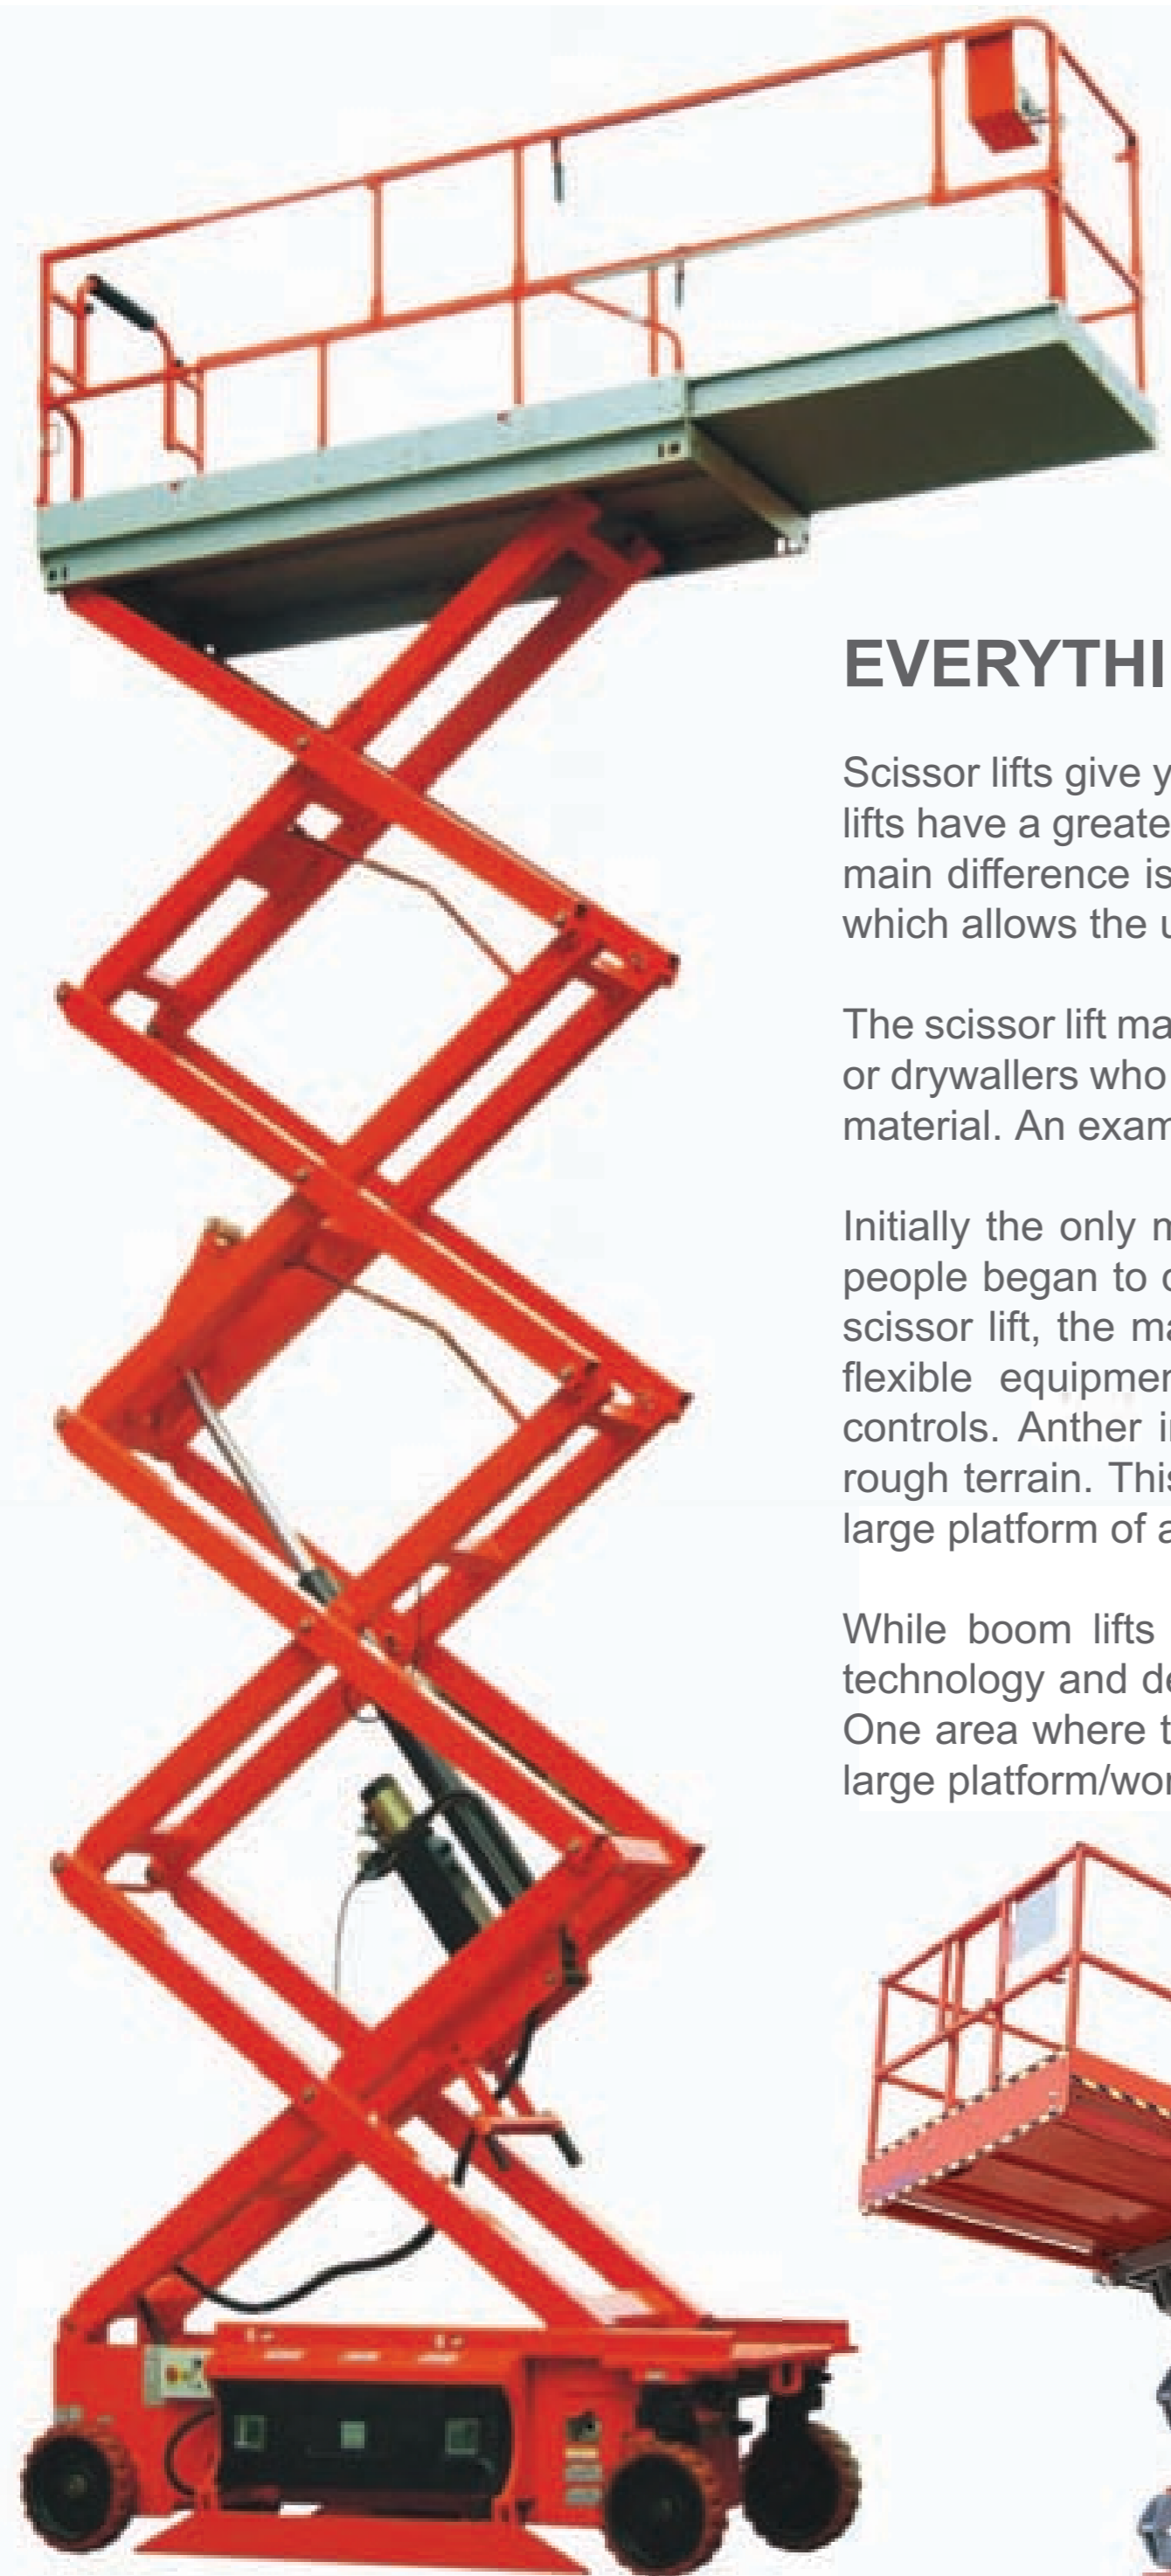 EVERYTHI
Scissor lifts give y
lifts have a greate
main difference is
which allows the u
The scissor lift ma
or drywallers who
material. An exam
Initially the only m
people began to d
scissor lift, the ma
flexible equipmen
controls. Anther i
rough terrain. This
large platform of a
While boom lifts
technology and de
One area where t
large platform/wor